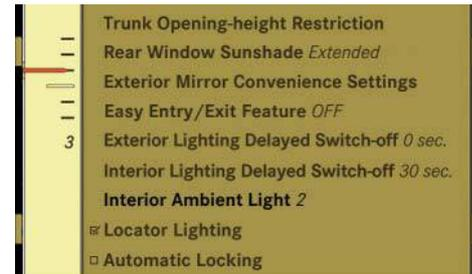 Trunk Opening-height Restriction
Rear Window Sunshade Extended
Exterior Mirror Convenience Settings
Easy Entry/Exit Feature OFF
3 Exterior Lighting Delayed Switch-off 0 sec.
Interior Lighting Delayed Switch-off 30 sec.
Interior Ambient Light 2
Locator Lighting
Automatic Locking